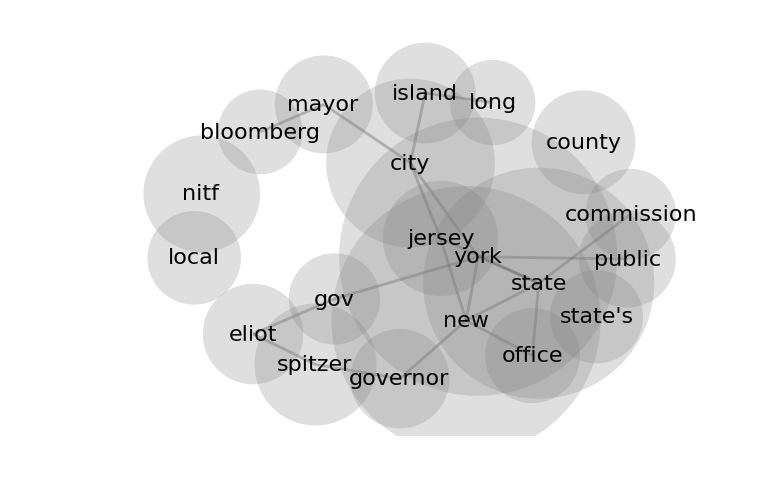 island
long
mayor
bloomberg
county
city
nitf
commission
jersey
york
local
public
state
gov
state's
new
eliot
office
spitzer
governor